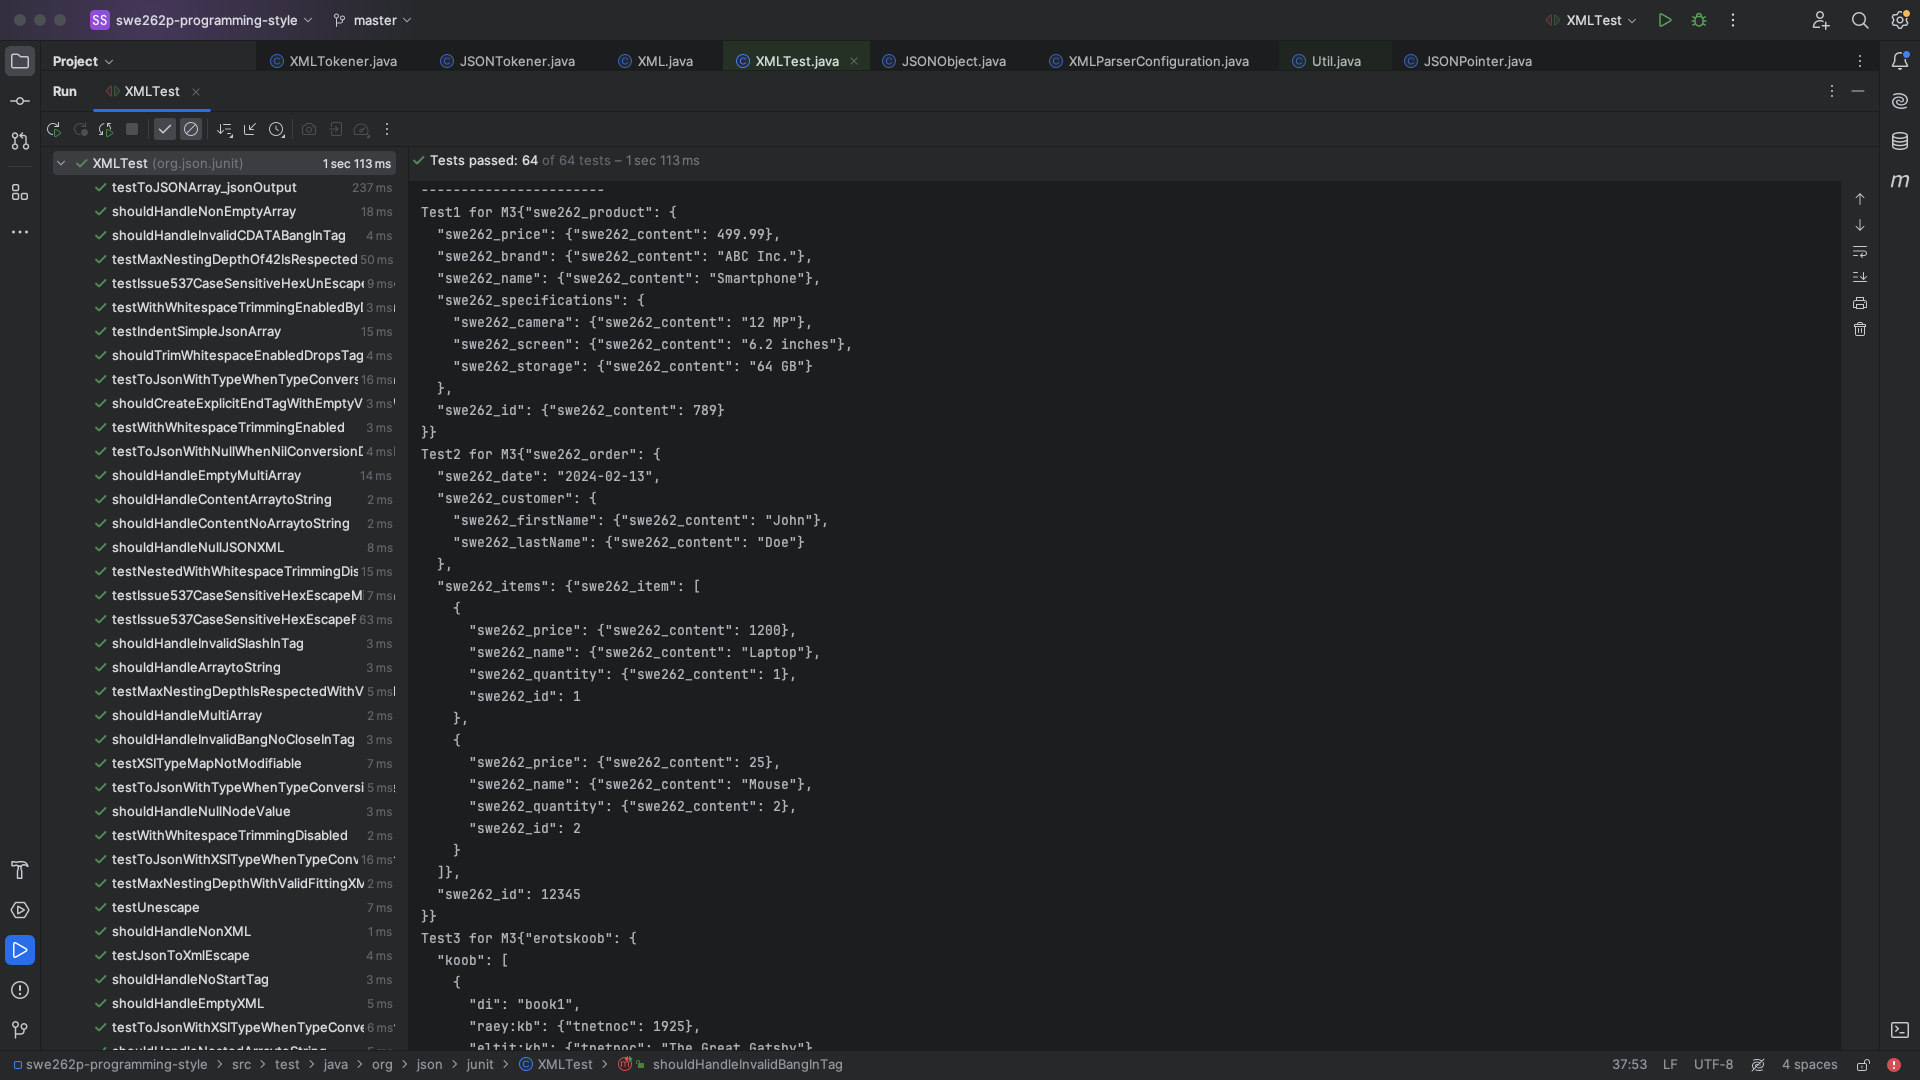 SS swe262p-programming-style master XMLTest
Project XMLTokener.java JSONTokener.java XML.java XMLTest.java JSONObject.java XMLParserConfiguration.java Util.java JSONPointer.java
Run XMLTest
XMLTest (org.json.junit) 1 sec 113 ms
testToJSONArray_jsonOutput 237 ms
shouldHandleNonEmptyArray 18 ms
shouldHandleInvalidCDATABangInTag 4 ms
testMaxNestingDepthOf42IsRespected 50 ms
testIssue537CaseSensitiveHexUnEscape 9 ms
testWithWhitespaceTrimmingEnabledBy 3 ms
testIndentSimpleJsonArray 15 ms
shouldTrimWhitespaceEnabledDropsTag 4 ms
testToJsonWithTypeWhenTypeConvers 16 ms
shouldCreateExplicitEndTagWithEmptyV 3 ms
testWithWhitespaceTrimmingEnabled 3 ms
testToJsonWithNullWhenNilConversion 4 ms
shouldHandleEmptyMultiArray 14 ms
shouldHandleContentArraytoString 2 ms
shouldHandleContentNoArraytoString 2 ms
shouldHandleNullJSONXML 8 ms
testNestedWithWhitespaceTrimmingDis 15 ms
testIssue537CaseSensitiveHexEscapeM 7 ms
testIssue537CaseSensitiveHexEscapeF 63 ms
shouldHandleInvalidSlashInTag 3 ms
shouldHandleArraytoString 3 ms
testMaxNestingDepthIsRespectedWithV 5 ms
shouldHandleMultiArray 2 ms
shouldHandleInvalidBangNoCloseInTag 3 ms
testXSITypeMapNotModifiable 7 ms
testToJsonWithTypeWhenTypeConversi 5 ms
shouldHandleNullNodeValue 3 ms
testWithWhitespaceTrimmingDisabled 2 ms
testToJsonWithXSITypeWhenTypeConv 16 ms
testMaxNestingDepthWithValidFittingXM 2 ms
testUnescape 7 ms
shouldHandleNonXML 1 ms
testJsonToXmlEscape 4 ms
shouldHandleNoStartTag 3 ms
shouldHandleEmptyXML 5 ms
testToJsonWithXSITypeWhenTypeConve 6 ms
shouldHandleNestedArraytoString 5 ms
Tests passed: 64 of 64 tests – 1 sec 113 ms
-----------------------
Test1 for M3{"swe262_product": {
  "swe262_price": {"swe262_content": 499.99},
  "swe262_brand": {"swe262_content": "ABC Inc."},
  "swe262_name": {"swe262_content": "Smartphone"},
  "swe262_specifications": {
    "swe262_camera": {"swe262_content": "12 MP"},
    "swe262_screen": {"swe262_content": "6.2 inches"},
    "swe262_storage": {"swe262_content": "64 GB"}
  },
  "swe262_id": {"swe262_content": 789}
}}
Test2 for M3{"swe262_order": {
  "swe262_date": "2024-02-13",
  "swe262_customer": {
    "swe262_firstName": {"swe262_content": "John"},
    "swe262_lastName": {"swe262_content": "Doe"}
  },
  "swe262_items": {"swe262_item": [
    {
      "swe262_price": {"swe262_content": 1200},
      "swe262_name": {"swe262_content": "Laptop"},
      "swe262_quantity": {"swe262_content": 1},
      "swe262_id": 1
    },
    {
      "swe262_price": {"swe262_content": 25},
      "swe262_name": {"swe262_content": "Mouse"},
      "swe262_quantity": {"swe262_content": 2},
      "swe262_id": 2
    }
  ]},
  "swe262_id": 12345
}}
Test3 for M3{"erotskoob": {
  "koob": [
    {
      "di": "book1",
      "raey:kb": {"tnetnoc": 1925},
      "eltit:kb": {"tnetnoc": "The Great Gatsby"}
swe262p-programming-style > src > test > java > org > json > junit > XMLTest > shouldHandleInvalidBangInTag 37:53 LF UTF-8 4 spaces